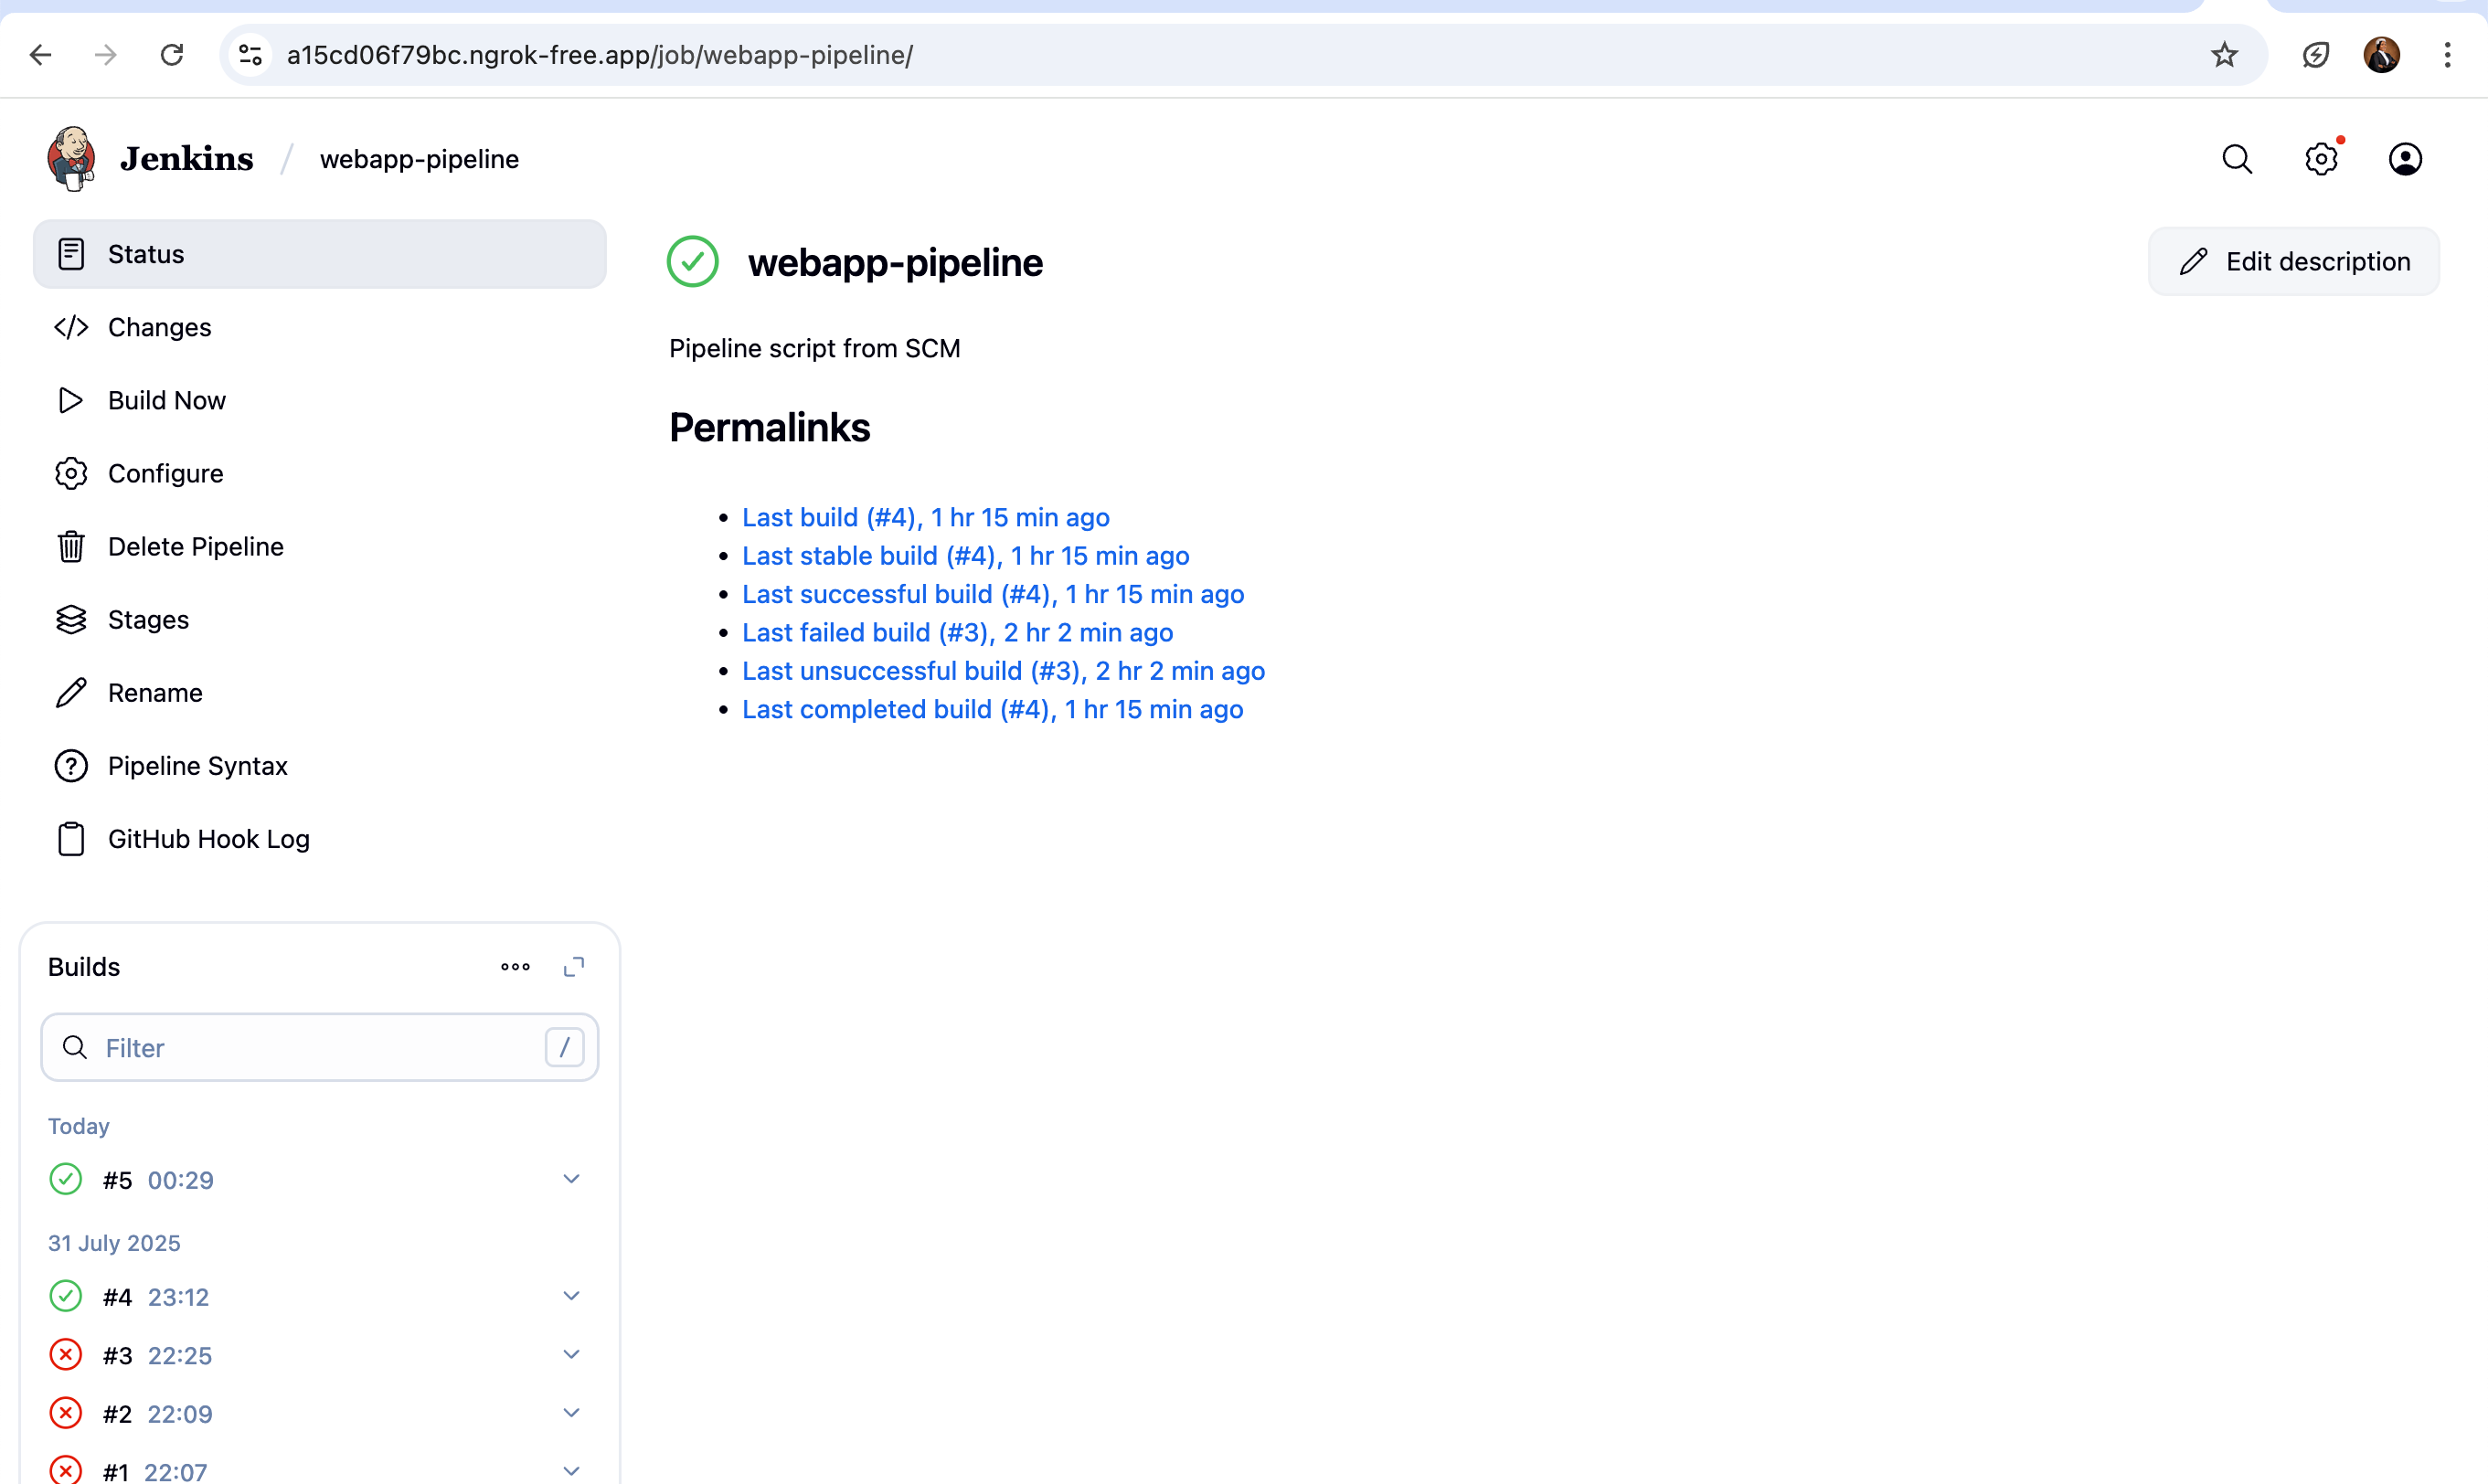 a15cd06f79bc.ngrok-free.app/job/webapp-pipeline/
Jenkins / webapp-pipeline
Status
Changes
Build Now
Configure
Delete Pipeline
Stages
Rename
Pipeline Syntax
GitHub Hook Log
Builds
Filter /
Today
#5 00:29
31 July 2025
#4 23:12
#3 22:25
#2 22:09
#1 22:07
webapp-pipeline
Edit description
Pipeline script from SCM
Permalinks
Last build (#4), 1 hr 15 min ago
Last stable build (#4), 1 hr 15 min ago
Last successful build (#4), 1 hr 15 min ago
Last failed build (#3), 2 hr 2 min ago
Last unsuccessful build (#3), 2 hr 2 min ago
Last completed build (#4), 1 hr 15 min ago